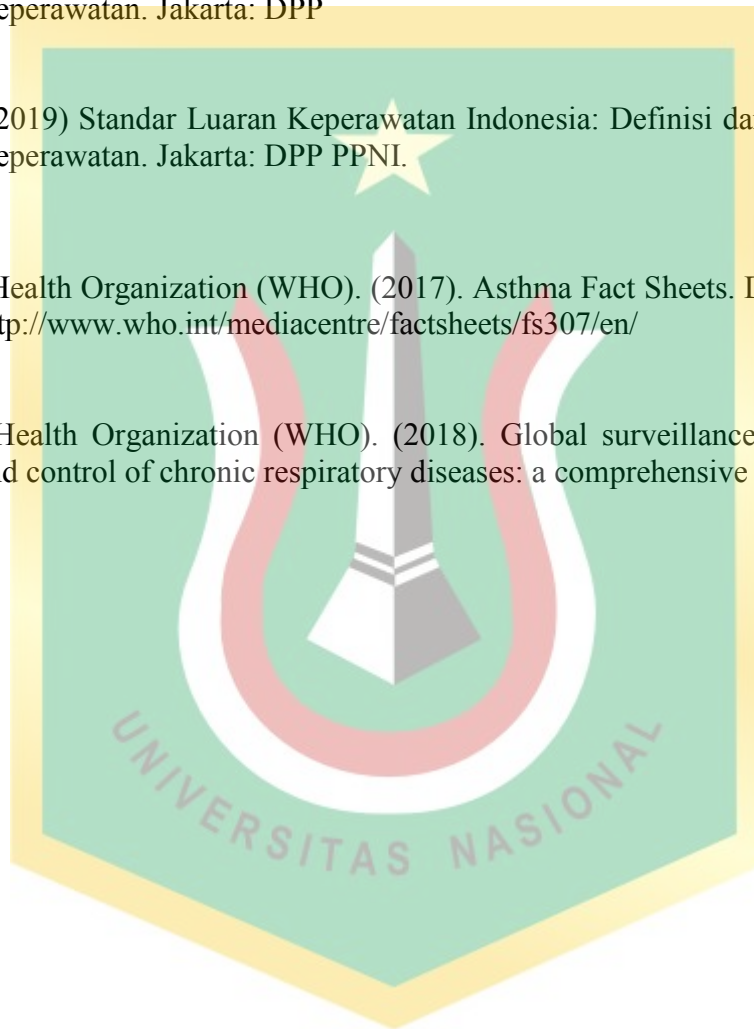 eperawatan. Jakarta: DPP
2019) Standar Luaran Keperawatan Indonesia: Definisi da
eperawatan. Jakarta: DPP PPNI.
Health Organization (WHO). (2017). Asthma Fact Sheets. D
tp://www.who.int/mediacentre/factsheets/fs307/en/
Health Organization (WHO). (2018). Global surveillance
d control of chronic respiratory diseases: a comprehensive
UNIVERSITAS NASIONAL